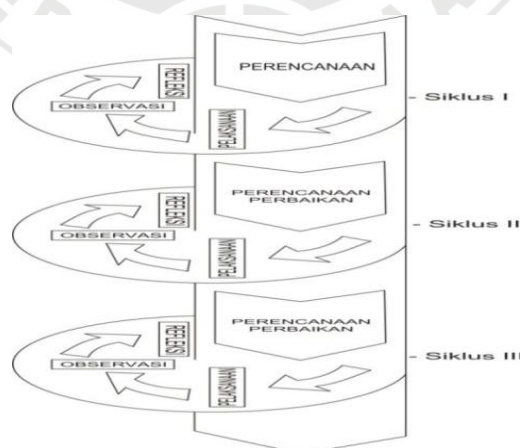 PERENCANAAN
REFLEKSI
OBSERVASI
PELAKSANAAN
- Siklus I
PERENCANAAN
PERBAIKAN
REFLEKSI
OBSERVASI
PELAKSANAAN
- Siklus II
PERENCANAAN
PERBAIKAN
REFLEKSI
OBSERVASI
PELAKSANAAN
- Siklus III